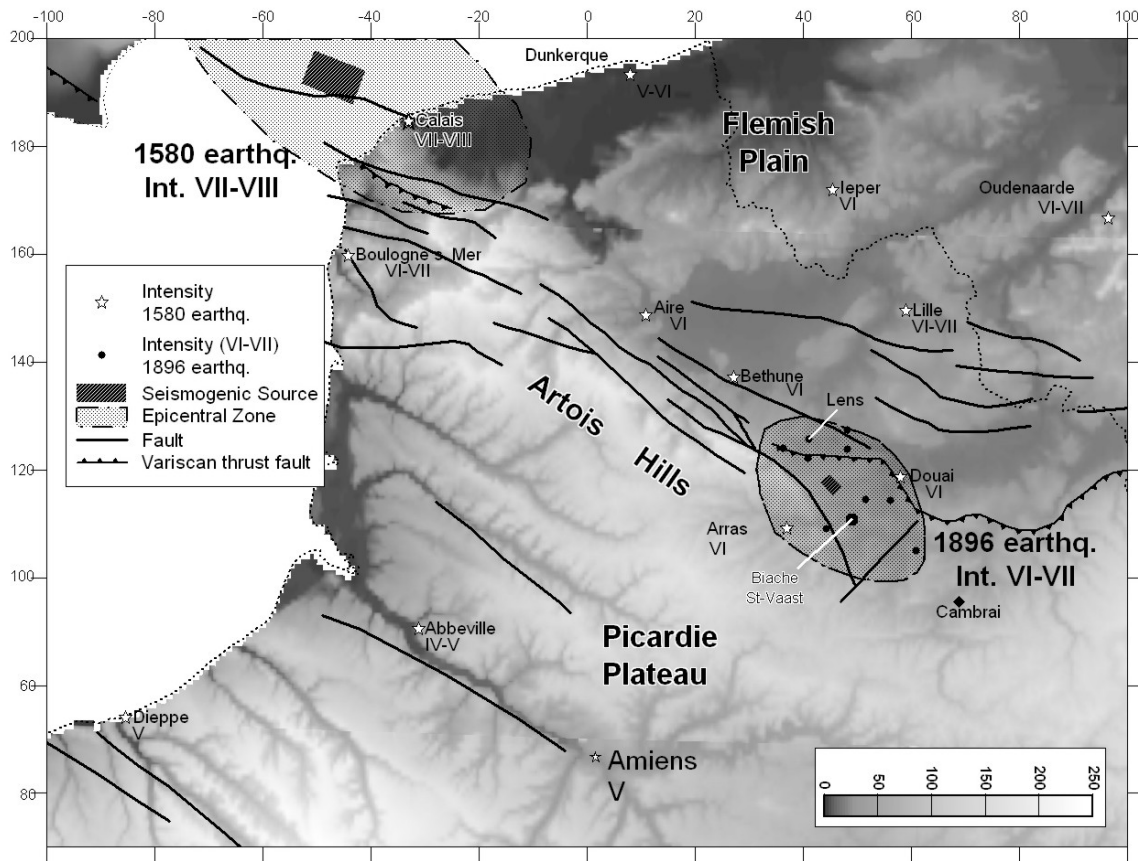 -100 -80 -60 -40 -20 0 20 40 60 80 100
200
180
160
140
120
100
80
60
80
Dunkerque
V-VI
Calais
VII-VIII
Flemish
Plain
1580 earthq.
Int. VII-VIII
Ieper
VI
Oudenaarde
VI-VII
Boulogne s. Mer
VI-VII
Intensity
1580 earthq.
Intensity (VI-VII)
1896 earthq.
Seismogenic Source
Epicentral Zone
Fault
Variscan thrust fault
Aire
VI
Lille
VI-VII
Bethune
VI
Lens
Artois
Hills
Douai
VI
Arras
VI
1896 earthq.
Int. VI-VII
Biache
St-Vaast
Cambrai
Abbeville
IV-V
Picardie
Plateau
Dieppe
V
Amiens
V
0 50 100 150 200 250